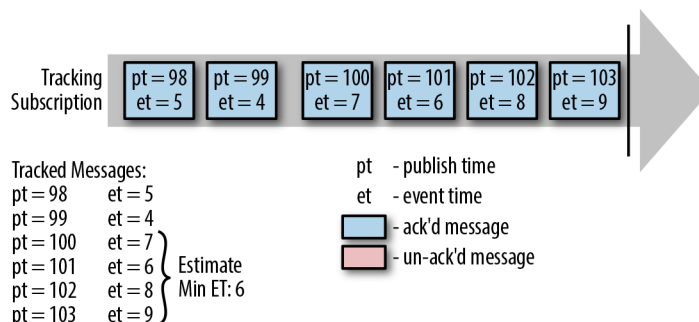 Tracking
Subscription
pt = 98 pt = 99 pt = 100 pt = 101 pt = 102 pt = 103
et = 5 et = 4 et = 7 et = 6 et = 8 et = 9
Tracked Messages:
pt = 98 et = 5
pt = 99 et = 4
pt = 100 et = 7
pt = 101 et = 6
pt = 102 et = 8
pt = 103 et = 9
Estimate
Min ET: 6
pt - publish time
et - event time
- ack'd message
- un-ack'd message